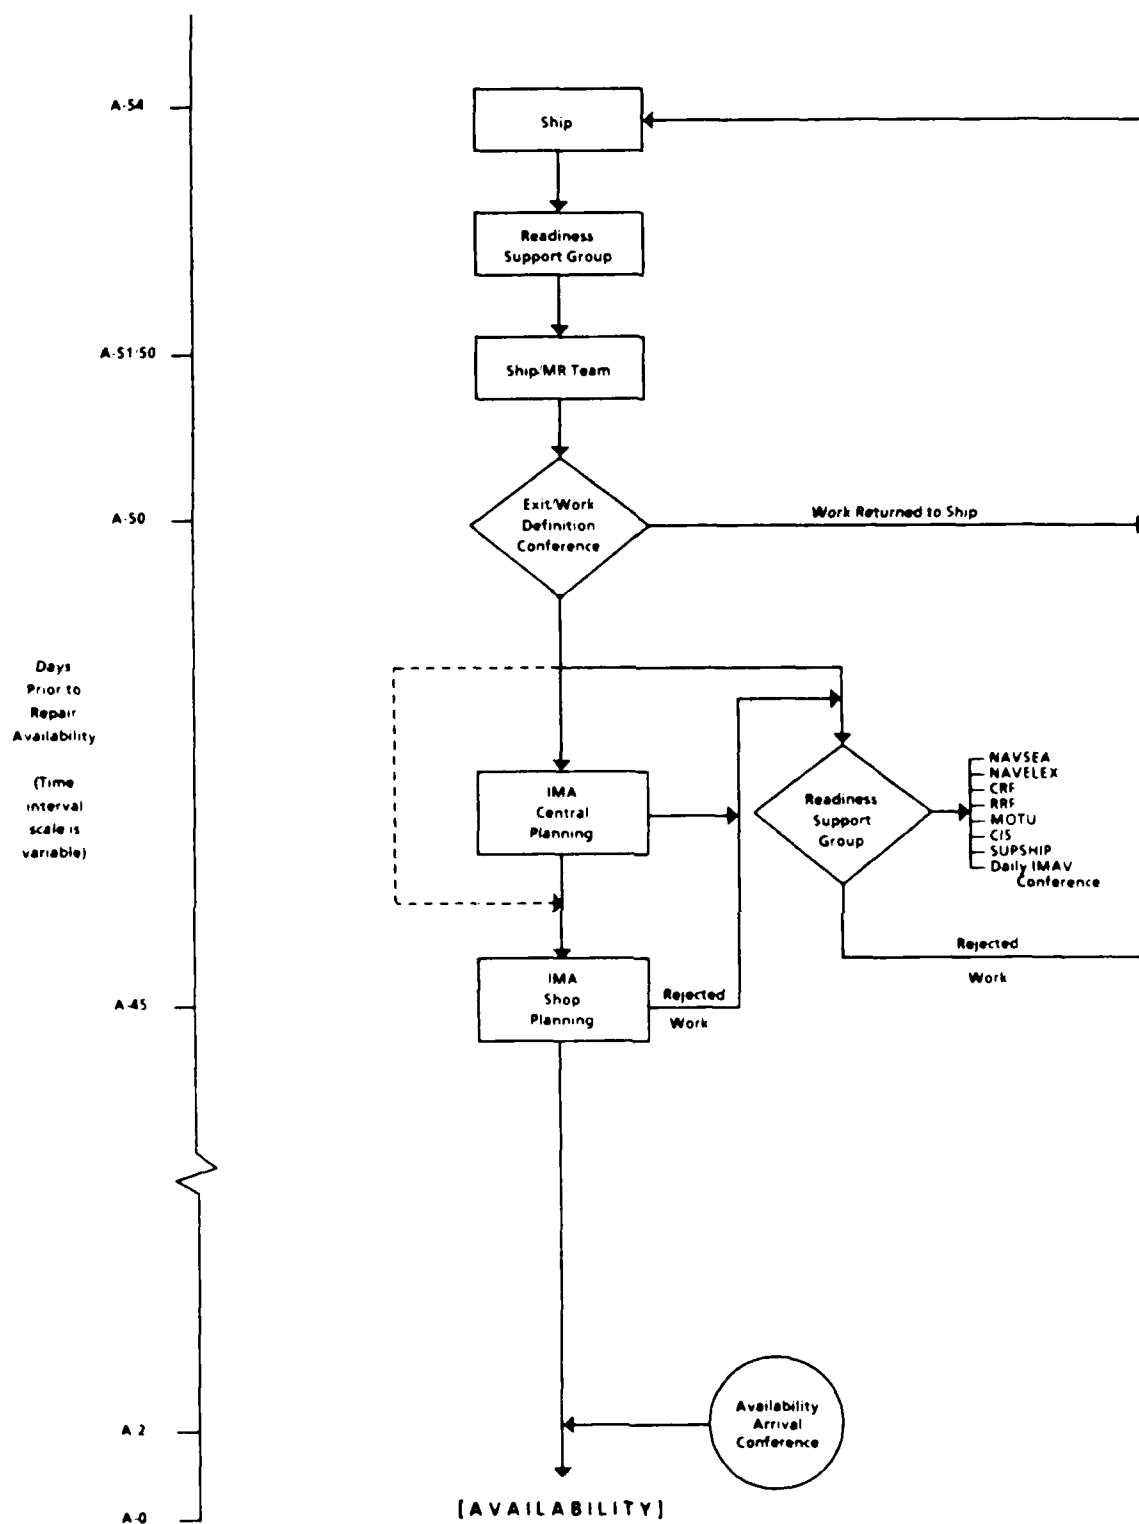 A-54
Ship
Readiness
Support Group
A-51/50
Ship/MR Team
A-50
Exit/Work
Definition
Conference
Work Returned to Ship
Days
Prior to
Repair
Availability
(Time
interval
scale is
variable)
IMA
Central
Planning
Readiness
Support
Group
NAVSEA
NAVELEX
CRF
RRF
MOTU
CIS
SUPSHIP
Daily IMAV
Conference
Rejected
Work
A-45
IMA
Shop
Planning
Rejected
Work
Availability
Arrival
Conference
A-2
A-0
[AVAILABILITY]